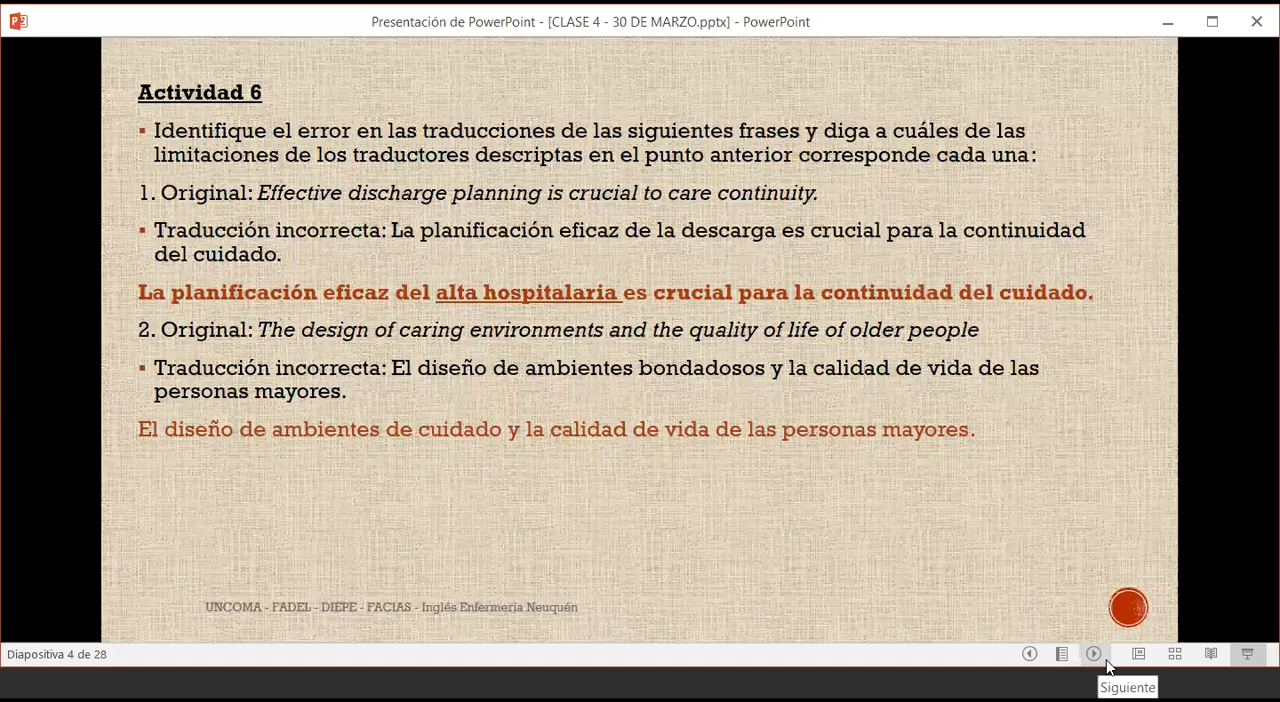 Presentación de PowerPoint - [CLASE 4 - 30 DE MARZO.pptx] - PowerPoint
Actividad 6
▪ Identifique el error en las traducciones de las siguientes frases y diga a cuáles de las
limitaciones de los traductores descriptas en el punto anterior corresponde cada una:
1. Original: Effective discharge planning is crucial to care continuity.
▪ Traducción incorrecta: La planificación eficaz de la descarga es crucial para la continuidad
del cuidado.
La planificación eficaz del alta hospitalaria es crucial para la continuidad del cuidado.
2. Original: The design of caring environments and the quality of life of older people
▪ Traducción incorrecta: El diseño de ambientes bondadosos y la calidad de vida de las
personas mayores.
El diseño de ambientes de cuidado y la calidad de vida de las personas mayores.
UNCOMA - FADEL - DIEPE - FACIAS - Inglés Enfermería Neuquén
Diapositiva 4 de 28
Siguiente